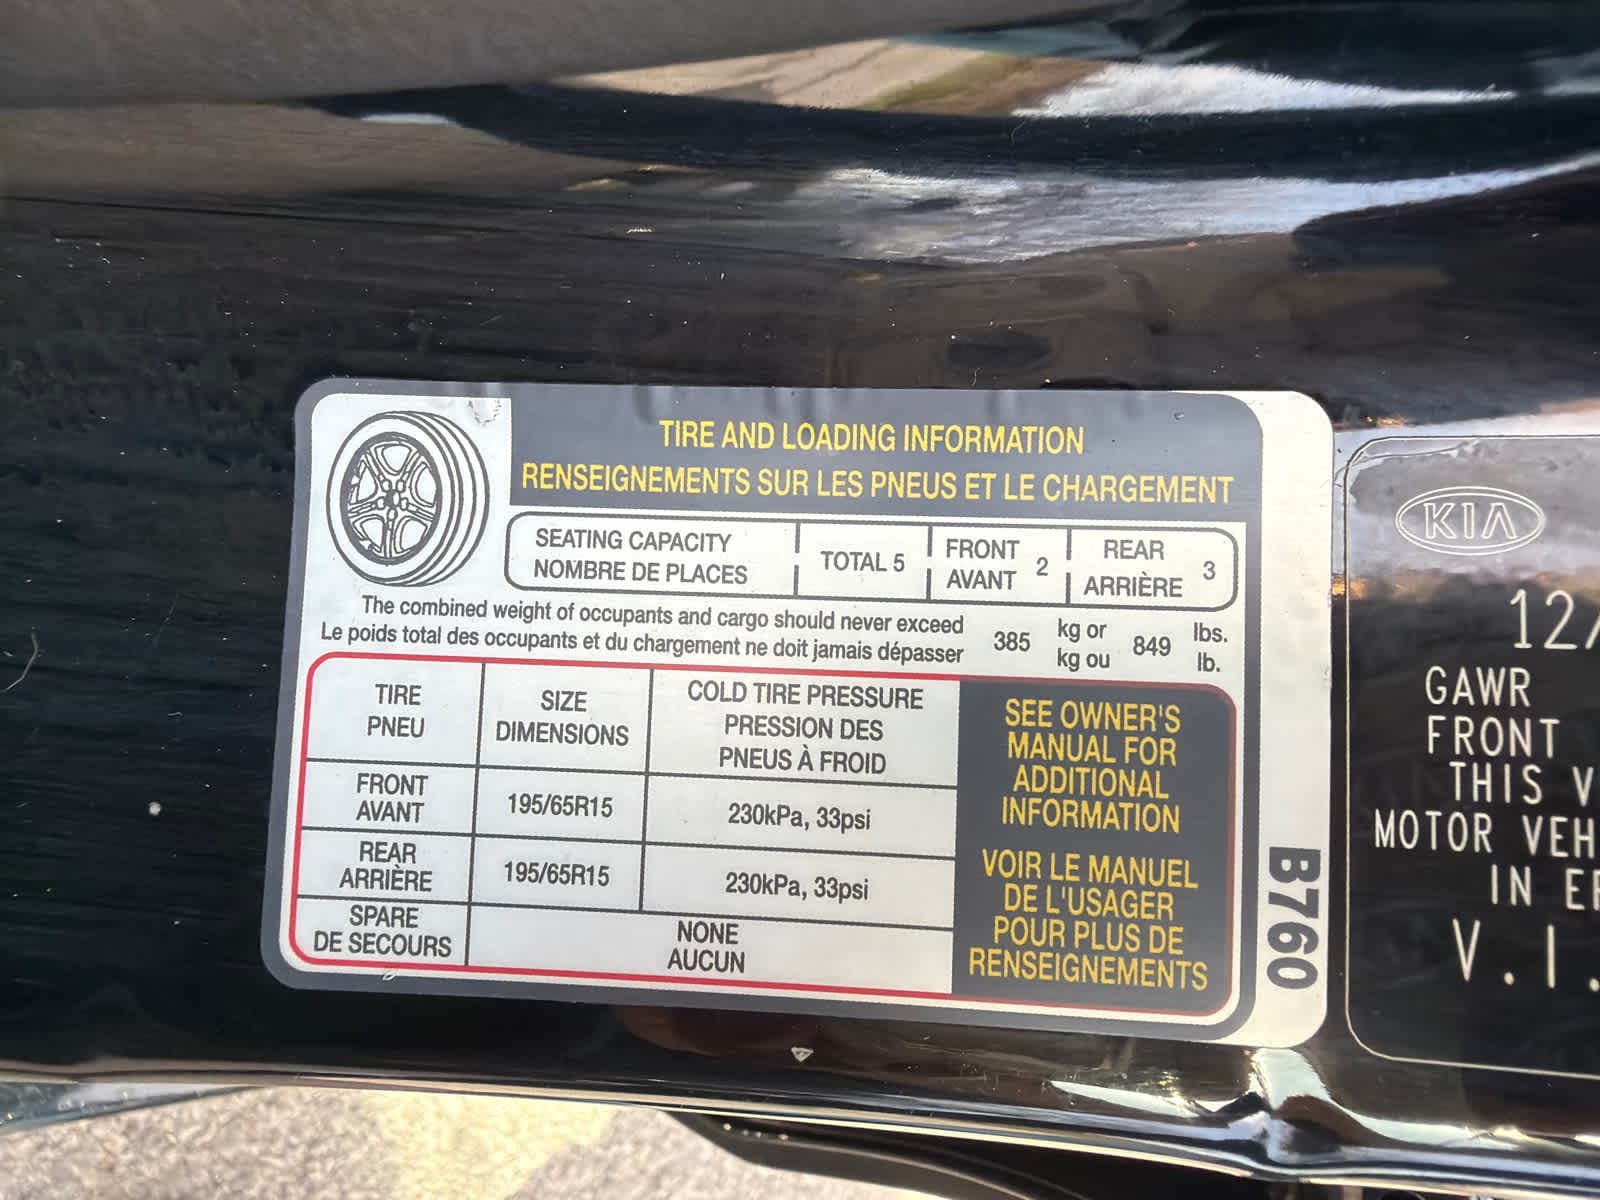 TIRE AND LOADING INFORMATION
RENSEIGNEMENTS SUR LES PNEUS ET LE CHARGEMENT
SEATING CAPACITY
NOMBRE DE PLACES
TOTAL 5
FRONT
AVANT 2
REAR
ARRIÈRE 3
The combined weight of occupants and cargo should never exceed
Le poids total des occupants et du chargement ne doit jamais dépasser
385
kg or
kg ou
849
lbs.
lb.
TIRE
PNEU
SIZE
DIMENSIONS
COLD TIRE PRESSURE
PRESSION DES
PNEUS À FROID
FRONT
AVANT
195/65R15
230kPa, 33psi
REAR
ARRIÈRE
195/65R15
230kPa, 33psi
SPARE
DE SECOURS
NONE
AUCUN
SEE OWNER'S
MANUAL FOR
ADDITIONAL
INFORMATION
VOIR LE MANUEL
DE L'USAGER
POUR PLUS DE
RENSEIGNEMENTS
B760
KIA
12/
GAWR
FRONT
THIS V
MOTOR VEH
IN
V.I.